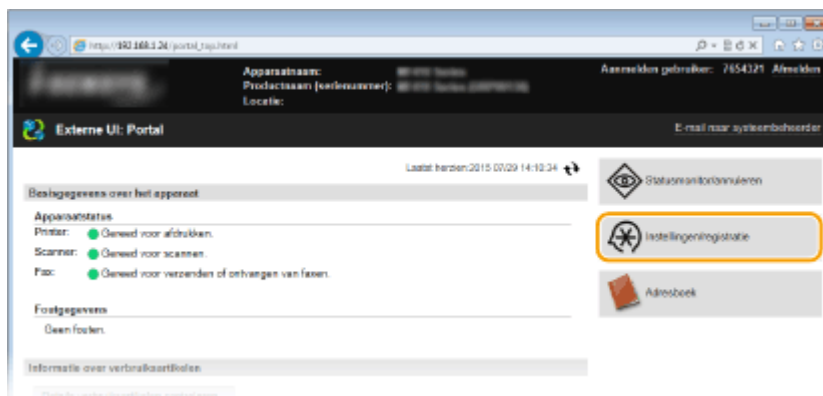 http://192.168.1.24/portal_top.html
Apparaatnaam:
Productnaam (serienummer):
Locatie:
Aanmelden gebruiker: 7654321 Afmelden
Externe UI: Portal
E-mail naar systeembeheerder
Laatst herzien:2015 07/29 14:10:34
Basisgegevens over het apparaat
Apparaatstatus
Printer: Gereed voor afdrukken.
Scanner: Gereed voor scannen.
Fax: Gereed voor verzenden of ontvangen van faxen.
Foutgegevens
Geen fouten.
Informatie over verbruiksartikelen
Statusmonitor/annuleren
Instellingen/registratie
Adresboek